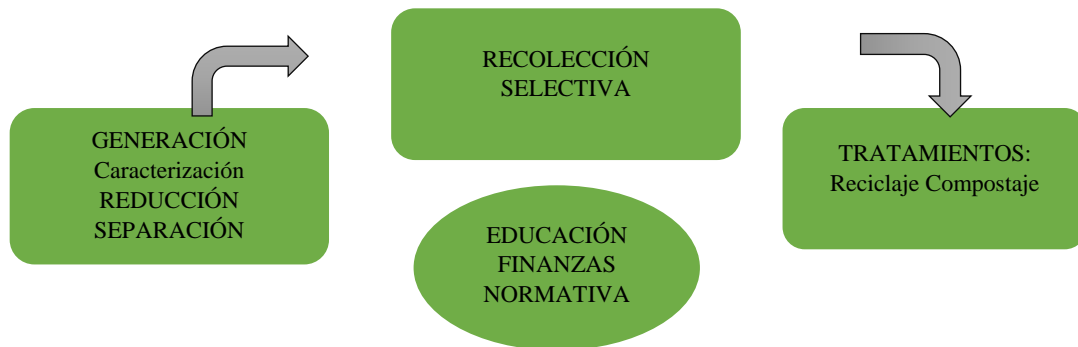 GENERACIÓN
Caracterización
REDUCCIÓN
SEPARACIÓN
RECOLECCIÓN
SELECTIVA
TRATAMIENTOS:
Reciclaje Compostaje
EDUCACIÓN
FINANZAS
NORMATIVA